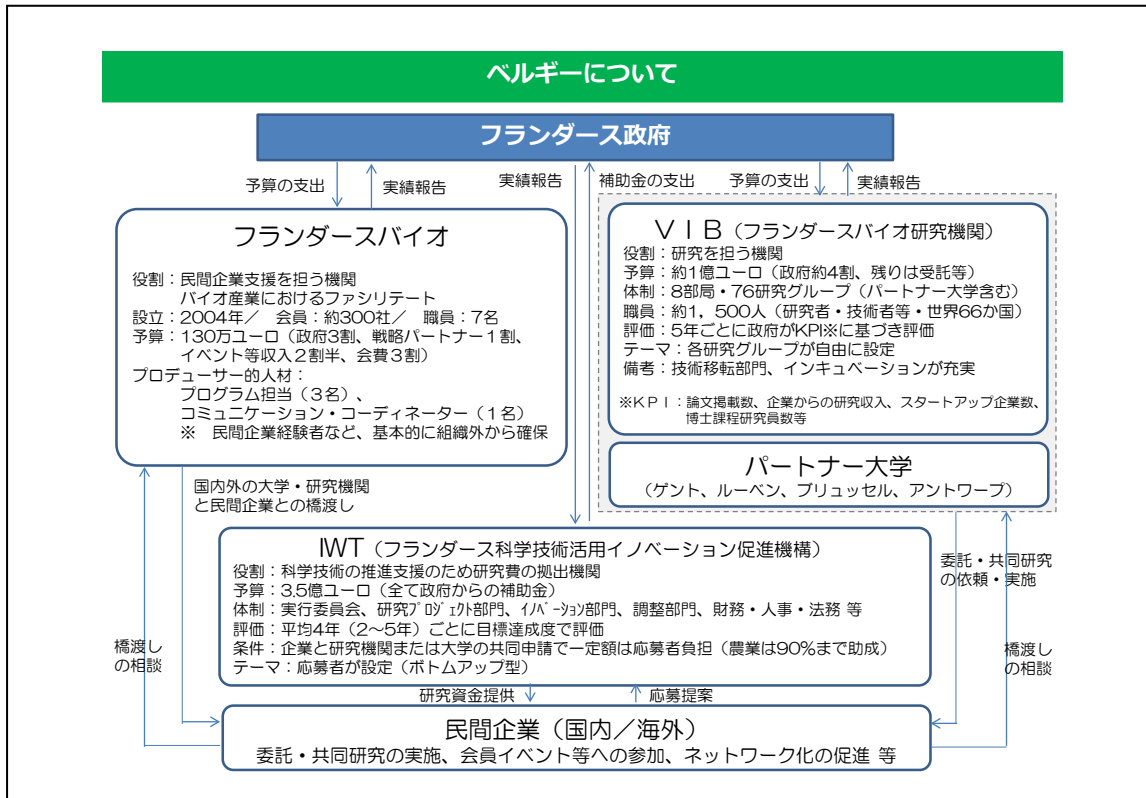 ベルギーについて
フランダース政府
予算の支出
実績報告
実績報告
補助金の支出
予算の支出
実績報告
フランダースバイオ
役割：民間企業支援を担う機関
バイオ産業におけるファシリテート
設立：2004年／　会員：約300社／　職員：7名
予算：130万ユーロ（政府3割、戦略パートナー１割、
イベント等収入２割半、会費３割）
プロデューサー的人材：
プログラム担当（３名）、
コミュニケーション・コーディネーター（１名）
※　民間企業経験者など、基本的に組織外から確保
ＶＩＢ（フランダースバイオ研究機関）
役割：研究を担う機関
予算：約1億ユーロ（政府約4割、残りは受託等）
体制：8部局・76研究グループ（パートナー大学含む）
職員：約1，500人（研究者・技術者等・世界66か国）
評価：5年ごとに政府がKPI※に基づき評価
テーマ：各研究グループが自由に設定
備考：技術移転部門、インキュベーションが充実
※ＫＰＩ：論文掲載数、企業からの研究収入、スタートアップ企業数、
博士課程研究員数等
パートナー大学
（ゲント、ルーベン、ブリュッセル、アントワープ）
国内外の大学・研究機関
と民間企業との橋渡し
IWT（フランダース科学技術活用イノベーション促進機構）
役割：科学技術の推進支援のため研究費の拠出機関
予算：3.5億ユーロ（全て政府からの補助金）
体制：実行委員会、研究ﾌﾟﾛｼﾞｪｸﾄ部門、ｲﾉﾍﾞｰｼｮﾝ部門、調整部門、財務・人事・法務 等
評価：平均4年（2～5年）ごとに目標達成度で評価
条件：企業と研究機関または大学の共同申請で一定額は応募者負担（農業は90％まで助成）
テーマ：応募者が設定（ボトムアップ型）
委託・共同研究
の依頼・実施
橋渡し
の相談
橋渡し
の相談
研究資金提供
応募提案
民間企業（国内／海外）
委託・共同研究の実施、会員イベント等への参加、ネットワーク化の促進 等